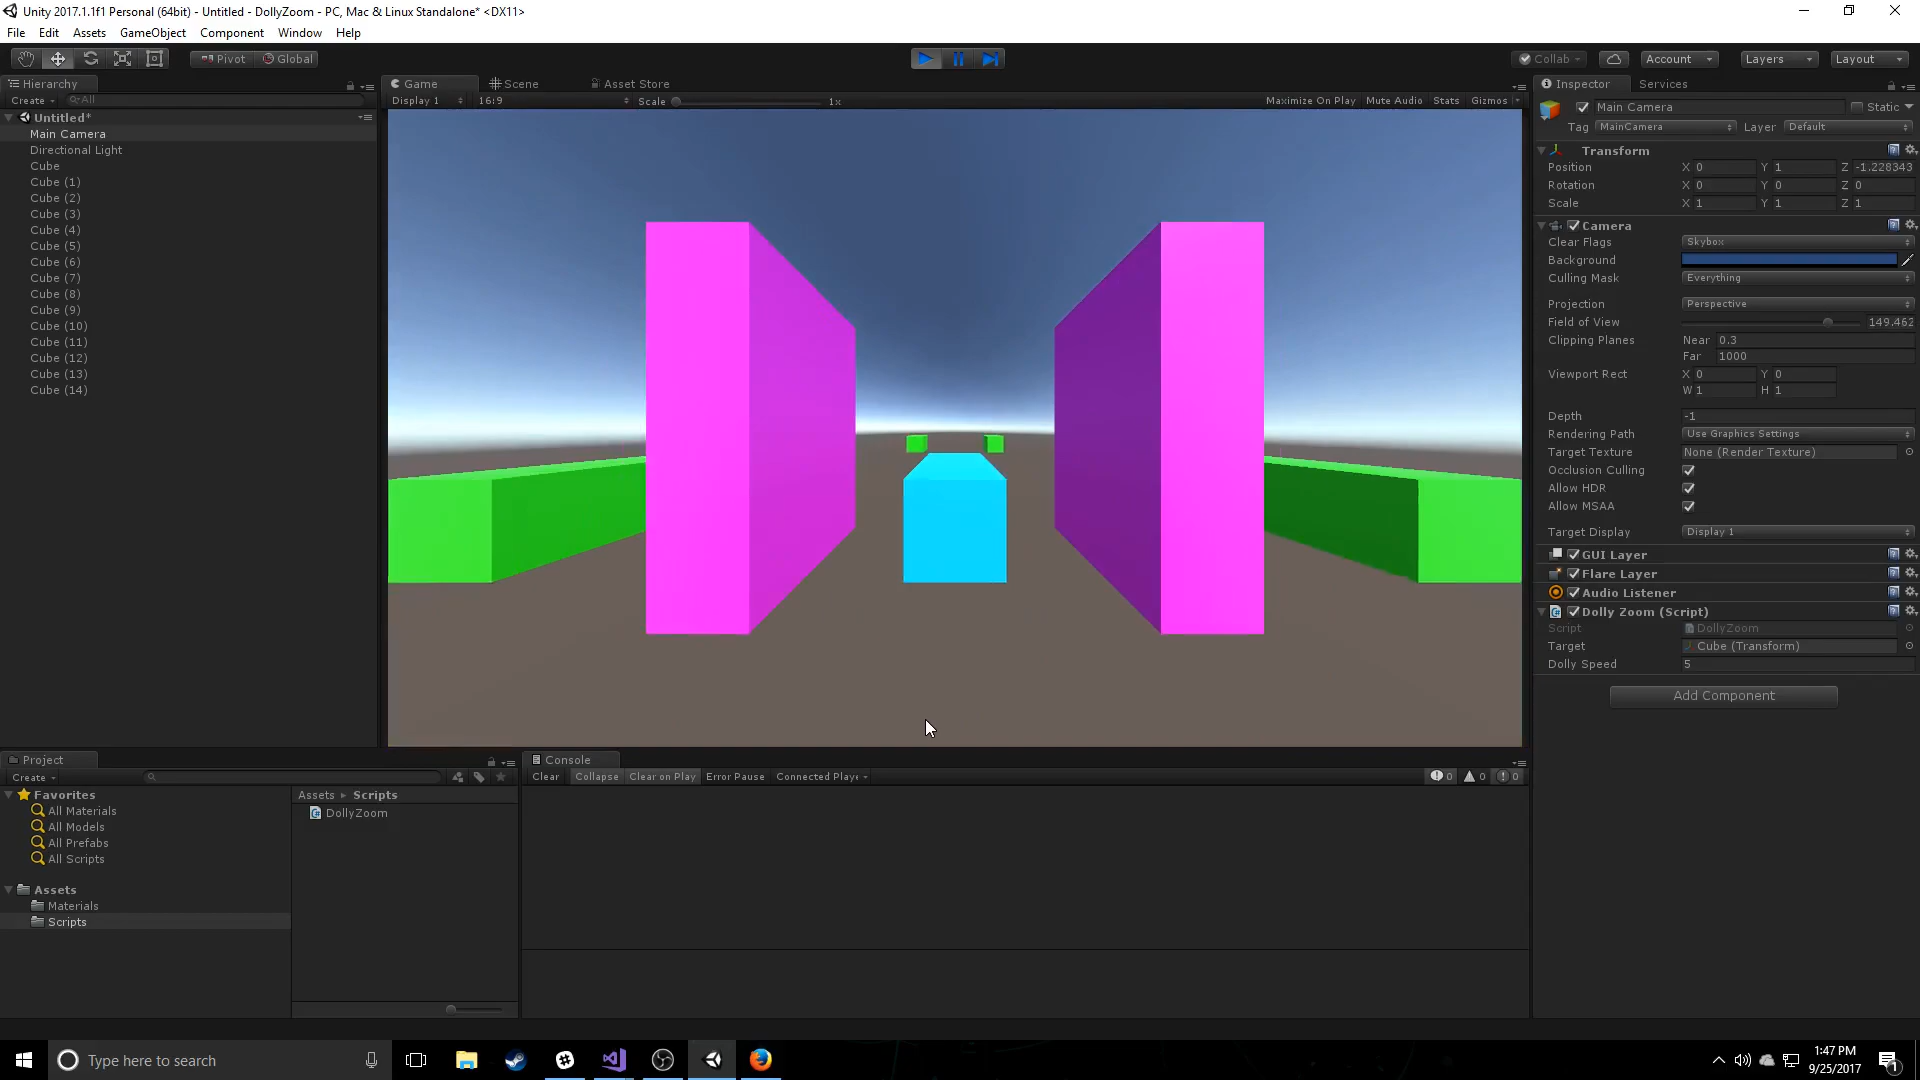 Unity 2017.1.1f1 Personal (64bit) - Untitled - DollyZoom - PC, Mac & Linux Standalone* <DX11>
File Edit Assets GameObject Component Window Help
Pivot Global Collab Account Layers Layout
Hierarchy
Create All
Untitled*
Main Camera
Directional Light
Cube
Cube (1)
Cube (2)
Cube (3)
Cube (4)
Cube (5)
Cube (6)
Cube (7)
Cube (8)
Cube (9)
Cube (10)
Cube (11)
Cube (12)
Cube (13)
Cube (14)
Game Scene Asset Store
Display 1 16:9 Scale 1x Maximize On Play Mute Audio Stats Gizmos
Inspector Services
Main Camera Static
Tag MainCamera Layer Default
Transform
Position X 0 Y 1 Z -1.228343
Rotation X 0 Y 0 Z 0
Scale X 1 Y 1 Z 1
Camera
Clear Flags Skybox
Background
Culling Mask Everything
Projection Perspective
Field of View 149.462
Clipping Planes Near 0.3
Far 1000
Viewport Rect X 0 Y 0
W 1 H 1
Depth -1
Rendering Path Use Graphics Settings
Target Texture None (Render Texture)
Occlusion Culling
Allow HDR
Allow MSAA
Target Display Display 1
GUI Layer
Flare Layer
Audio Listener
Dolly Zoom (Script)
Script DollyZoom
Target Cube (Transform)
Dolly Speed 5
Add Component
Project
Create
Favorites
All Materials
All Models
All Prefabs
All Scripts
Assets
Materials
Scripts
Assets Scripts
DollyZoom
Console
Clear Collapse Clear on Play Error Pause Connected Playe 0 0 0
Type here to search
1:47 PM
9/25/2017
1